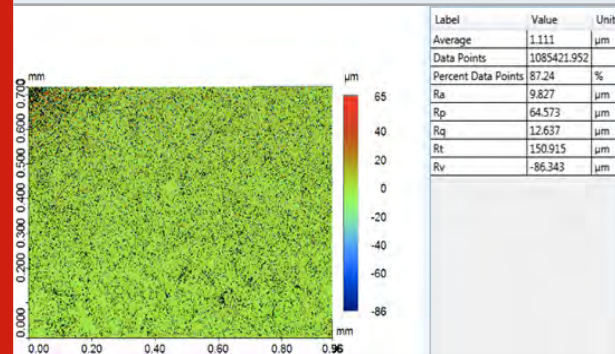 mm
0.700
0.600
0.500
0.400
0.300
0.200
0.000
0.00 0.20 0.40 0.60 0.80 0.96
mm
µm
65
40
20
0
-20
-40
-60
-86
Label Value Unit
Average 1.111 µm
Data Points 1085421.952
Percent Data Points 87.24 %
Ra 9.827 µm
Rp 64.573 µm
Rq 12.637 µm
Rt 150.915 µm
Rv -86.343 µm